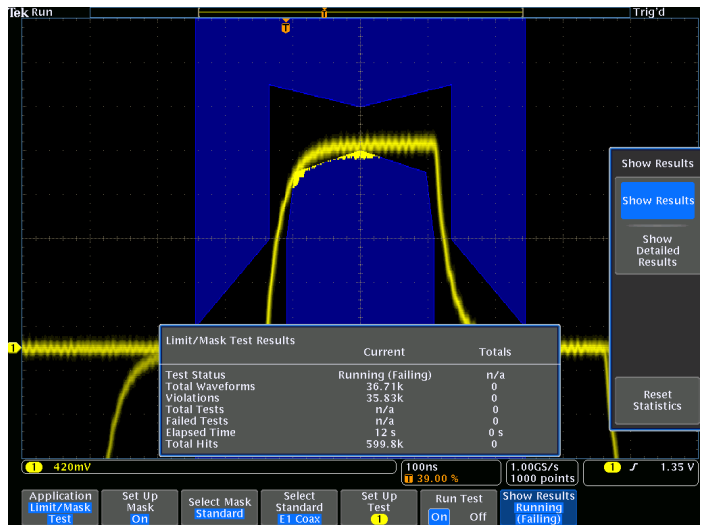 Tek Run Trig'd
T
T
Show Results
Show Results
Show
Detailed
Results
Reset
Statistics
1
Limit/Mask Test Results
Current Totals
Test Status Running (Failing) n/a
Total Waveforms 36.71k 0
Violations 35.83k 0
Total Tests n/a 0
Failed Tests n/a 0
Elapsed Time 12 s 0 s
Total Hits 599.8k 0
1 420mV 100ns 1.00GS/s 1 1.35 V
T 39.00 % 1000 points
Application
Limit/Mask
Test
Set Up
Mask
On
Select Mask
Standard
Select
Standard
E1 Coax
Set Up
Test
1
Run Test
On Off
Show Results
Running
(Failing)